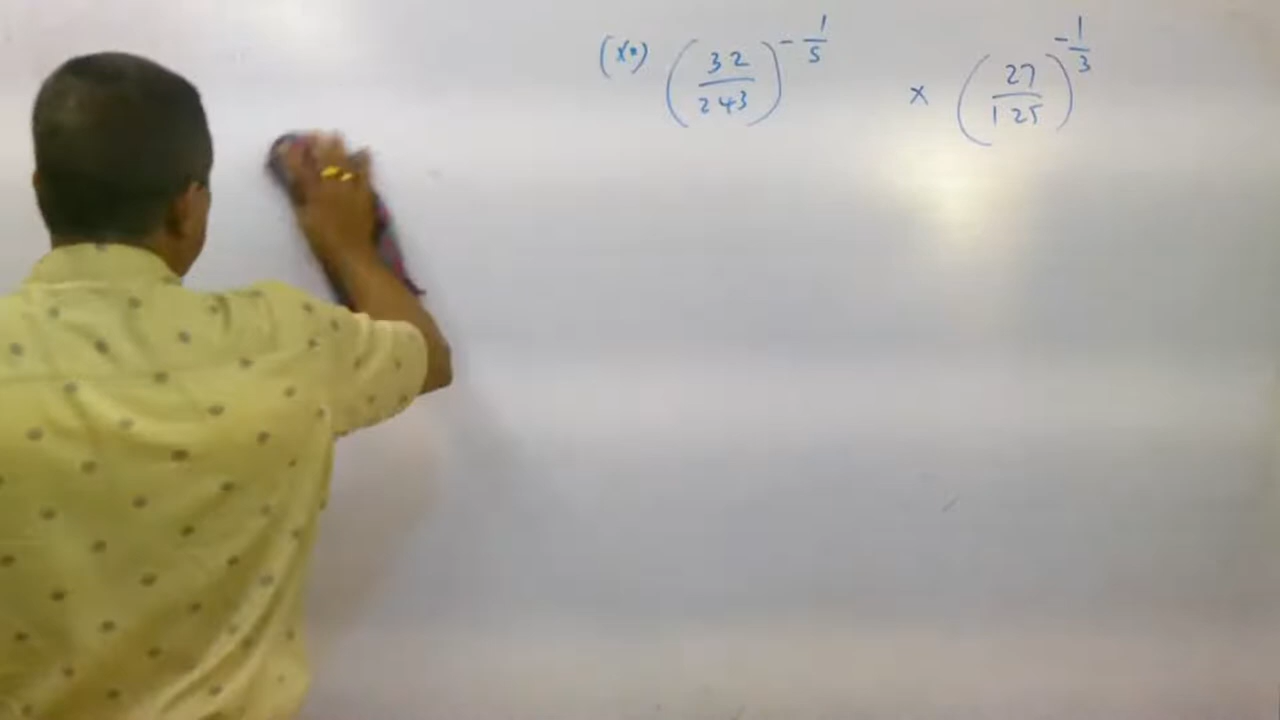 (x) (32/243)^{-1/5} × (27/125)^{-1/3}